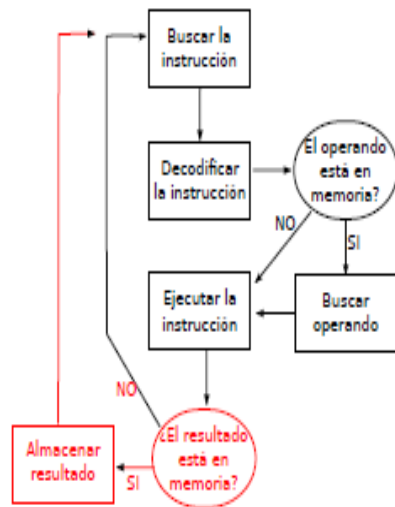 Buscar la
instrucción
Decodificar
la instrucción
El operando
está en
memoria?
NO
SI
Ejecutar la
instrucción
Buscar
operando
NO
¿El resultado
está en
memoria?
SI
Almacenar
resultado